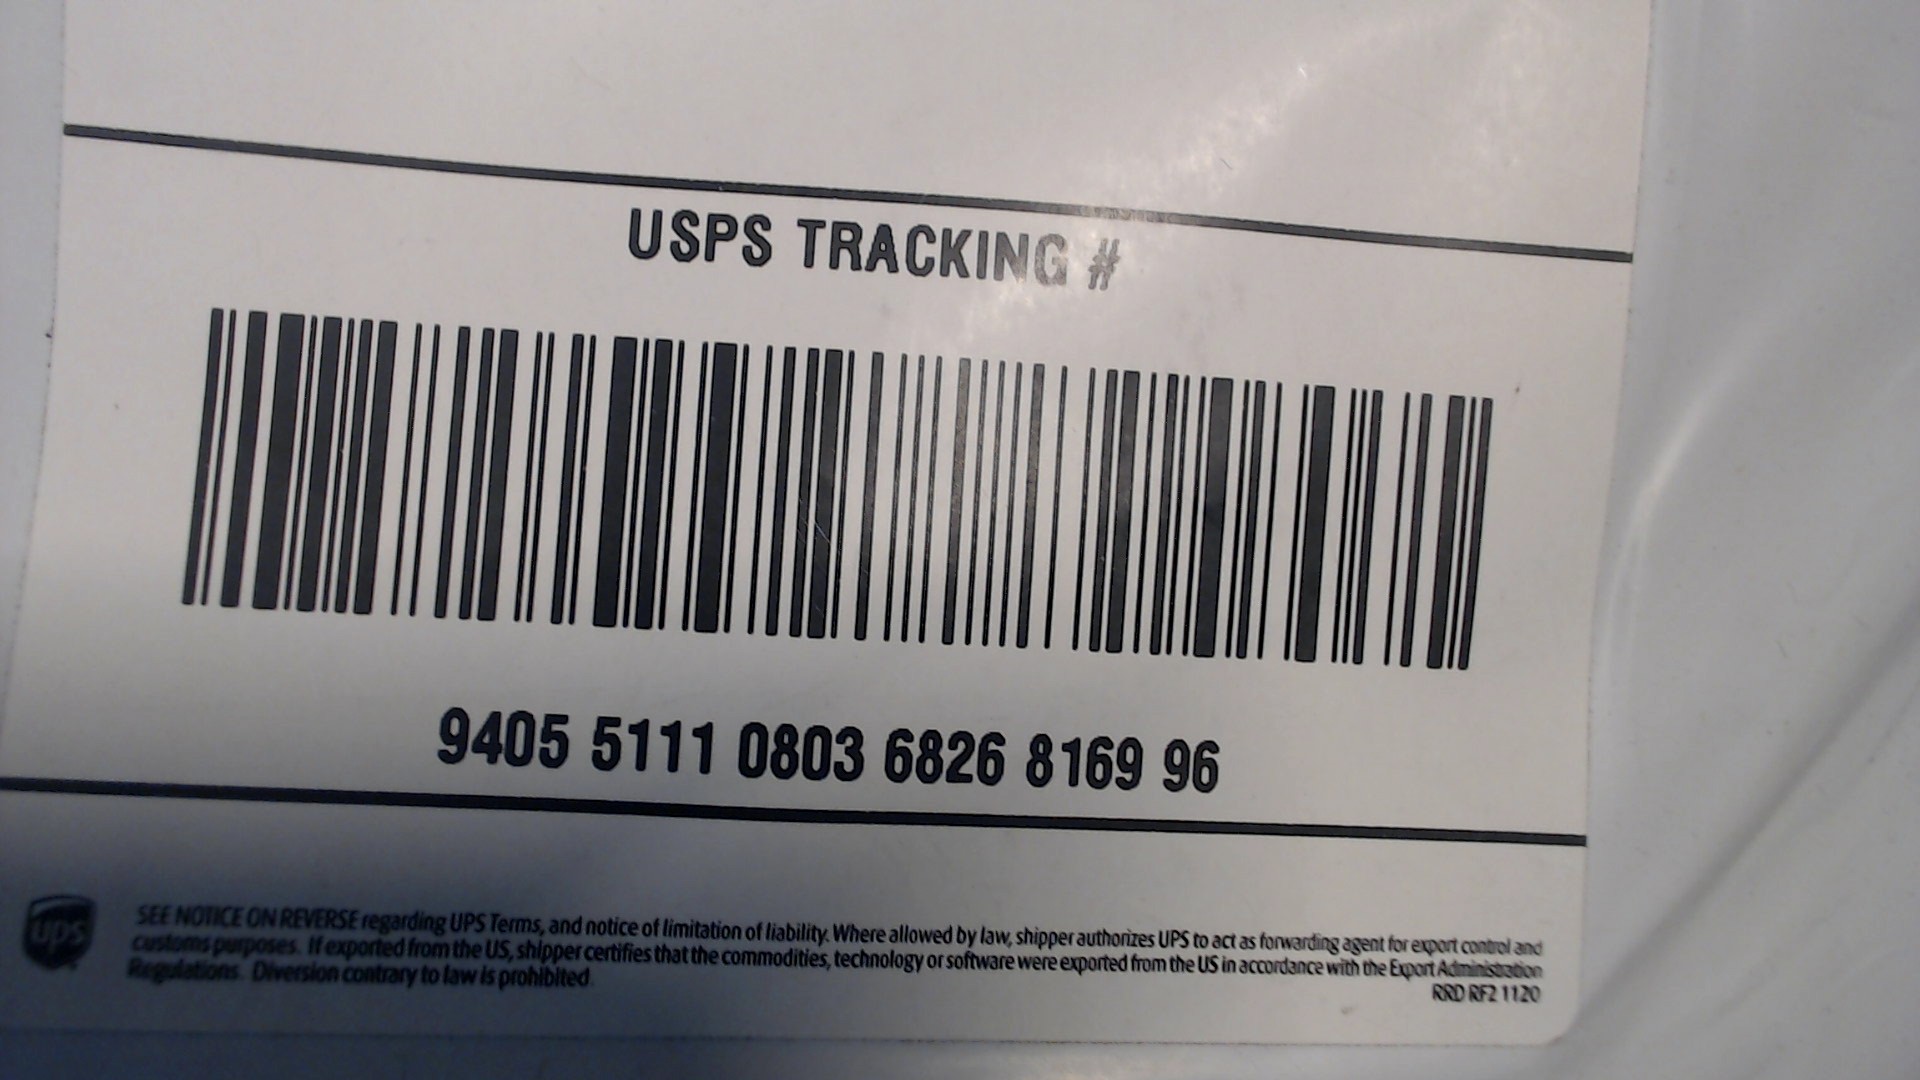 USPS TRACKING #
9405 5111 0803 6826 8169 96
ups
SEE NOTICE ON REVERSE regarding UPS Terms, and notice of limitation of liability. Where allowed by law, shipper authorizes UPS to act as forwarding agent for export control and
customs purposes. If exported from the US, shipper certifies that the commodities, technology or software were exported from the US in accordance with the Export Administration
Regulations. Diversion contrary to law is prohibited.
RRD RF2 1120